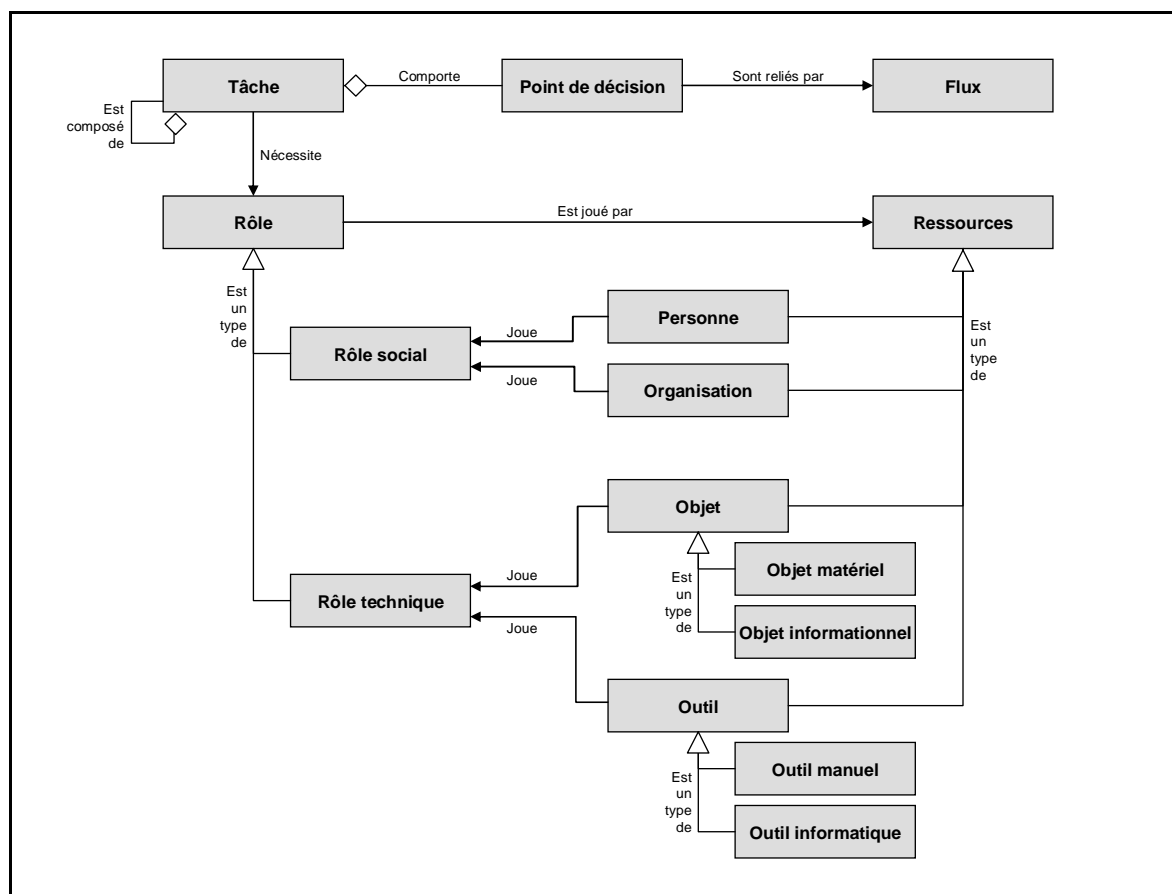 Tâche
Comporte
Point de décision
Sont reliés par
Flux
Est
composé
de
Nécessite
Rôle
Est joué par
Ressources
Est
un
type
de
Personne
Joue
Rôle social
Joue
Organisation
Est
un
type
de
Objet
Objet matériel
Joue
Rôle technique
Joue
Est
un
type
de
Objet informationnel
Outil
Outil manuel
Est
un
type
de
Outil informatique